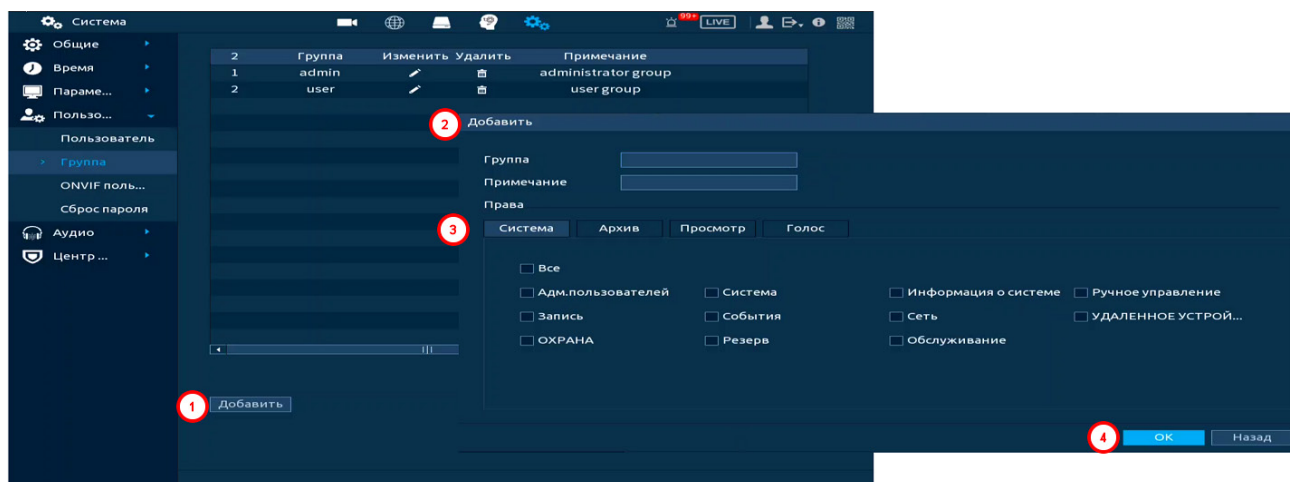 Система
99+
LIVE
Общие
Время
Параме...
Пользо...
Пользователь
Группа
ONVIF поль...
Сброс пароля
Аудио
Центр ...
2 Группа Изменить Удалить Примечание
1 admin administrator group
2 user user group
1 Добавить
2 Добавить
Группа
Примечание
Права
3 Система Архив Просмотр Голос
Все
Адм.пользователей Система Информация о системе Ручное управление
Запись События Сеть УДАЛЕННОЕ УСТРОЙ...
ОХРАНА Резерв Обслуживание
4 OK Назад